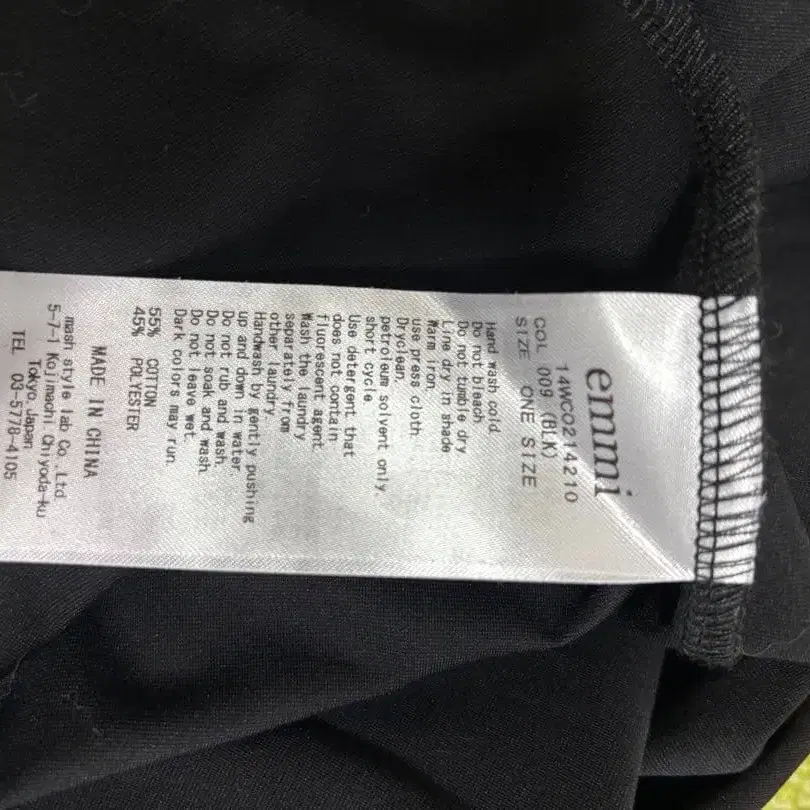 emmi
14WCO214210
COL 009 (BLK)
SIZE ONE SIZE
Hand wash cold.
Do not bleach
Do not tumble dry
Line dry in shade
Warm iron.
use press cloth.
Dryclean,
petroleum solvent only,
short cycle.
Use detergent that
does not contain
fluorescent agent.
Wash the laundry
separately from
other laundry.
Handwash by gently pushing
up and down in water.
Do not rub and wash.
Do not soak and wash.
Do not leave wet.
Dark colors may run.
55% COTTON
45% POLYESTER
MADE IN CHINA
mash style lab Co.,Ltd.
5-7-1 Kojimachi, Chiyoda-ku
Tokyo, Japan
TEL 03-5778-4105